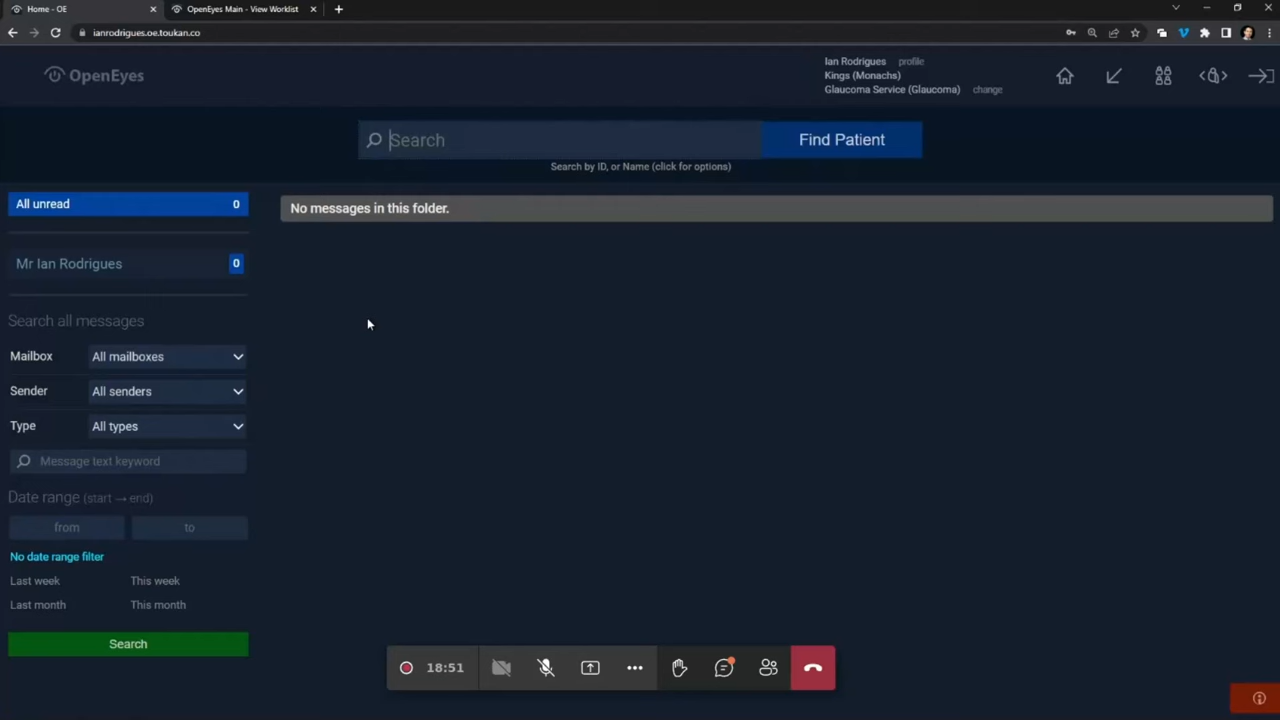 Home - OE
OpenEyes Main - View Worklist
ianrodrigues.oe.toukan.co
OpenEyes
Ian Rodrigues profile
Kings (Monachs)
Glaucoma Service (Glaucoma) change
Search
Find Patient
Search by ID, or Name (click for options)
All unread 0
No messages in this folder.
Mr Ian Rodrigues 0
Search all messages
Mailbox All mailboxes
Sender All senders
Type All types
Message text keyword
Date range (start → end)
from to
No date range filter
Last week This week
Last month This month
Search
18:51